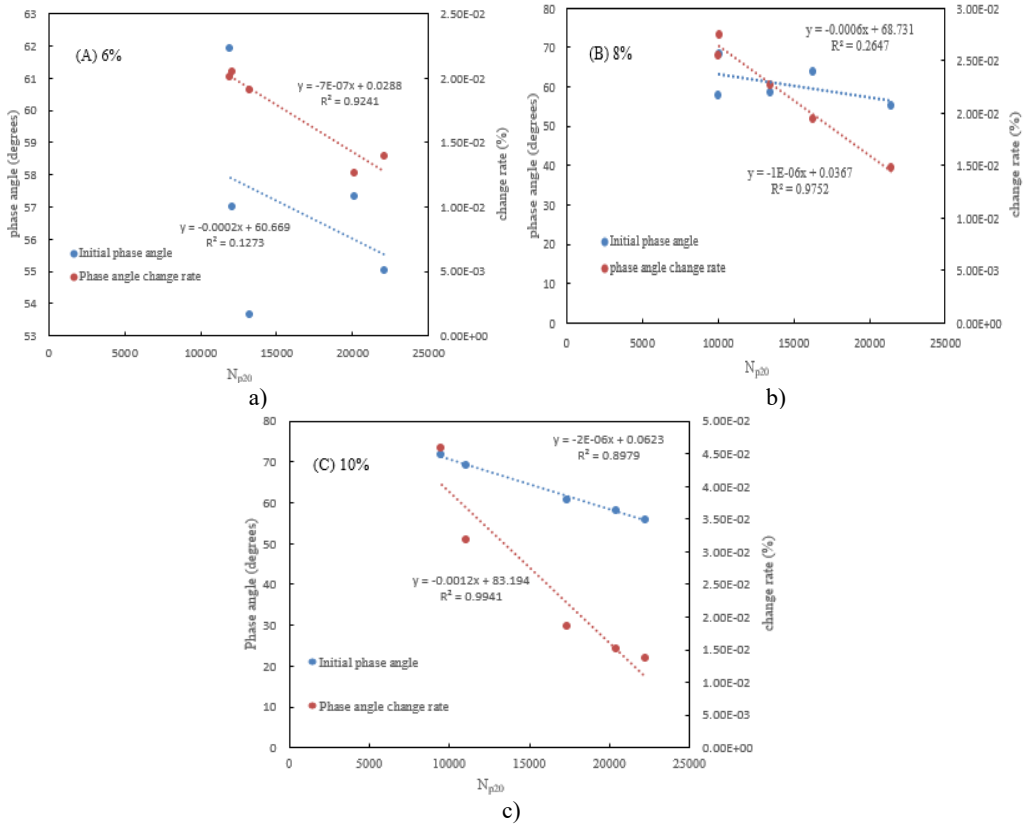 (A) 6%
phase angle (degrees)
62
61
60
59
58
57
56
55
54
53
y = -7E-07x + 0.0288
R² = 0.9241
y = -0.0002x + 60.669
R² = 0.1273
Initial phase angle
Phase angle change rate
2.50E-02
2.00E-02
1.50E-02
1.00E-02
5.00E-03
0.00E+00
change rate (%)
0 5000 10000 15000 20000 25000
Np20
a)
(B) 8%
phase angle (degrees)
80
70
60
50
40
30
20
10
0
y = -0.0006x + 68.731
R² = 0.2647
y = -1E-06x + 0.0367
R² = 0.9752
Initial phase angle
phase angle change rate
3.00E-02
2.50E-02
2.00E-02
1.50E-02
1.00E-02
5.00E-03
0.00E+00
change rate (%)
0 5000 10000 15000 20000 25000
Np20
b)
(C) 10%
Phase angle (degrees)
80
70
60
50
40
30
20
10
0
y = -2E-06x + 0.0623
R² = 0.8979
y = -0.0012x + 83.194
R² = 0.9941
Initial phase angle
Phase angle change rate
5.00E-02
4.50E-02
4.00E-02
3.50E-02
3.00E-02
2.50E-02
2.00E-02
1.50E-02
1.00E-02
5.00E-03
0.00E+00
change rate (%)
0 5000 10000 15000 20000 25000
Np20
c)